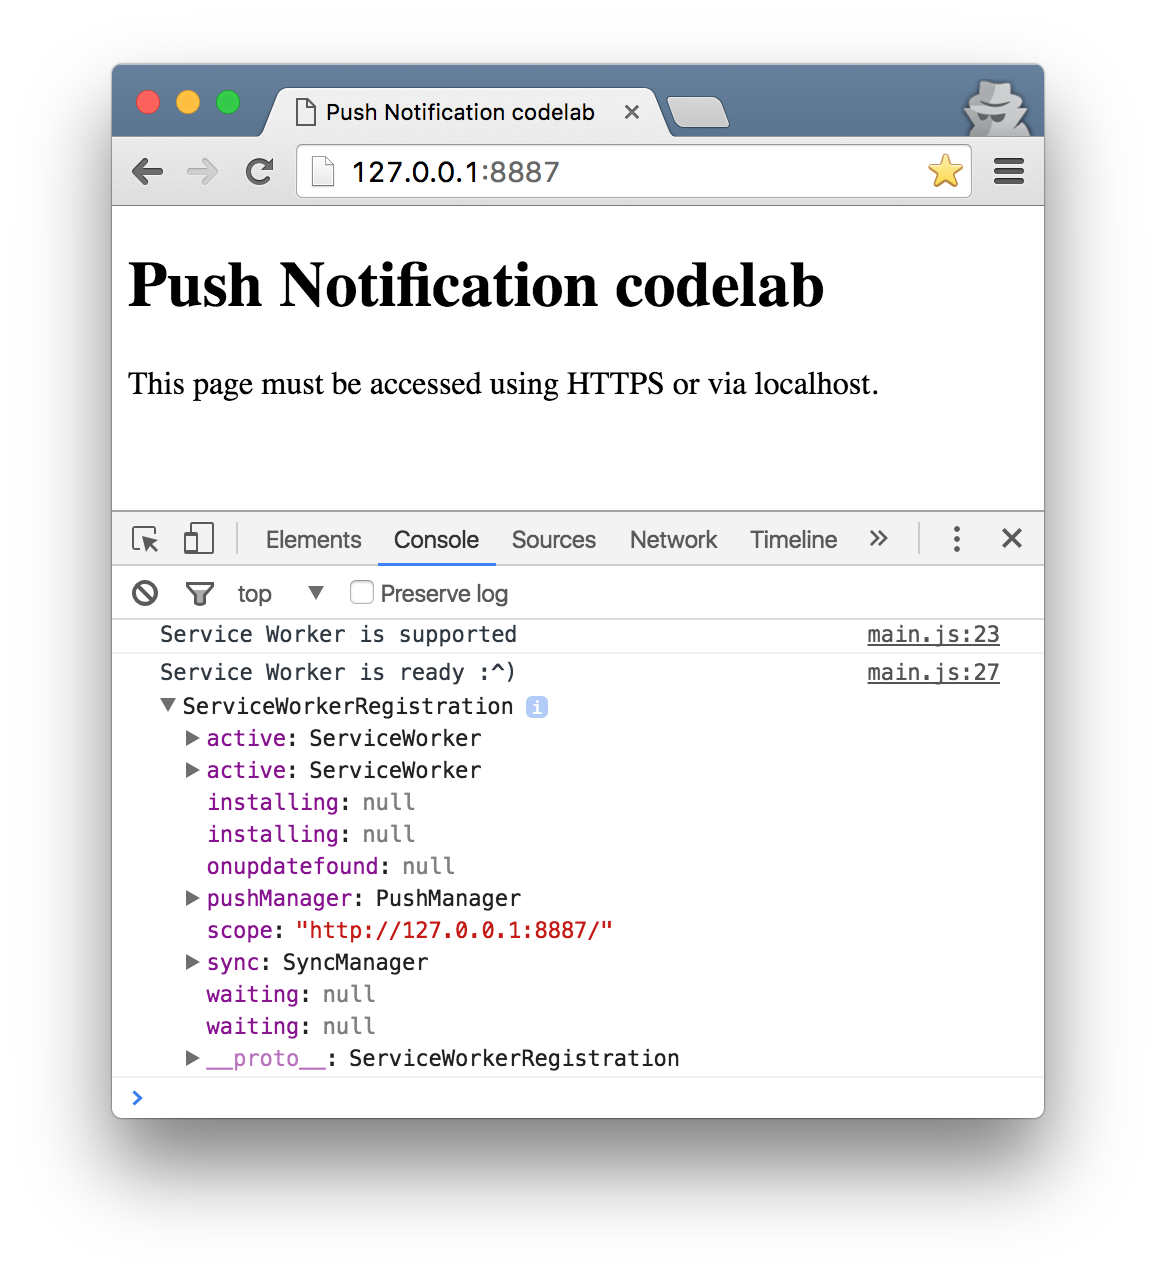 Push Notification codelab
127.0.0.1:8887
Push Notification codelab
This page must be accessed using HTTPS or via localhost.
Elements Console Sources Network Timeline
top Preserve log
Service Worker is supported main.js:23
Service Worker is ready :^) main.js:27
ServiceWorkerRegistration i
active: ServiceWorker
active: ServiceWorker
installing: null
installing: null
onupdatefound: null
pushManager: PushManager
scope: "http://127.0.0.1:8887/"
sync: SyncManager
waiting: null
waiting: null
__proto__: ServiceWorkerRegistration